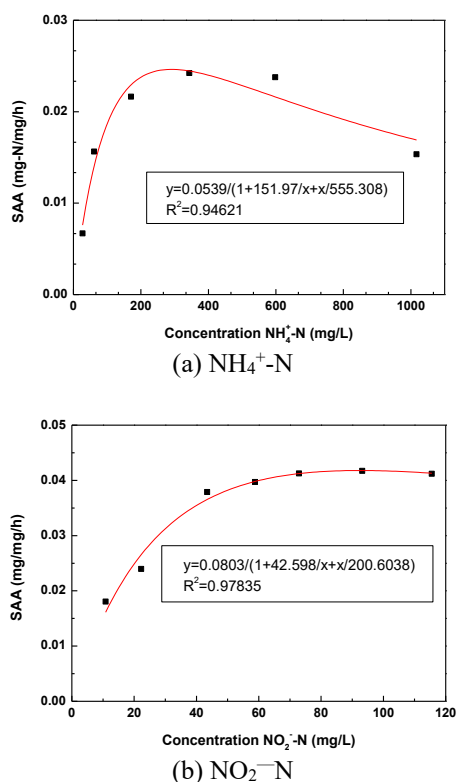 0.03
0.02
0.01
0.00
SAA (mg-N/mg/h)
y=0.0539/(1+151.97/x+x/555.308)
R²=0.94621
0 200 400 600 800 1000
Concentration NH₄⁺-N (mg/L)
(a) NH₄⁺-N
0.05
0.04
0.03
0.02
0.01
0.00
SAA (mg/mg/h)
y=0.0803/(1+42.598/x+x/200.6038)
R²=0.97835
0 20 40 60 80 100 120
Concentration NO₂⁻-N (mg/L)
(b) NO₂⁻–N